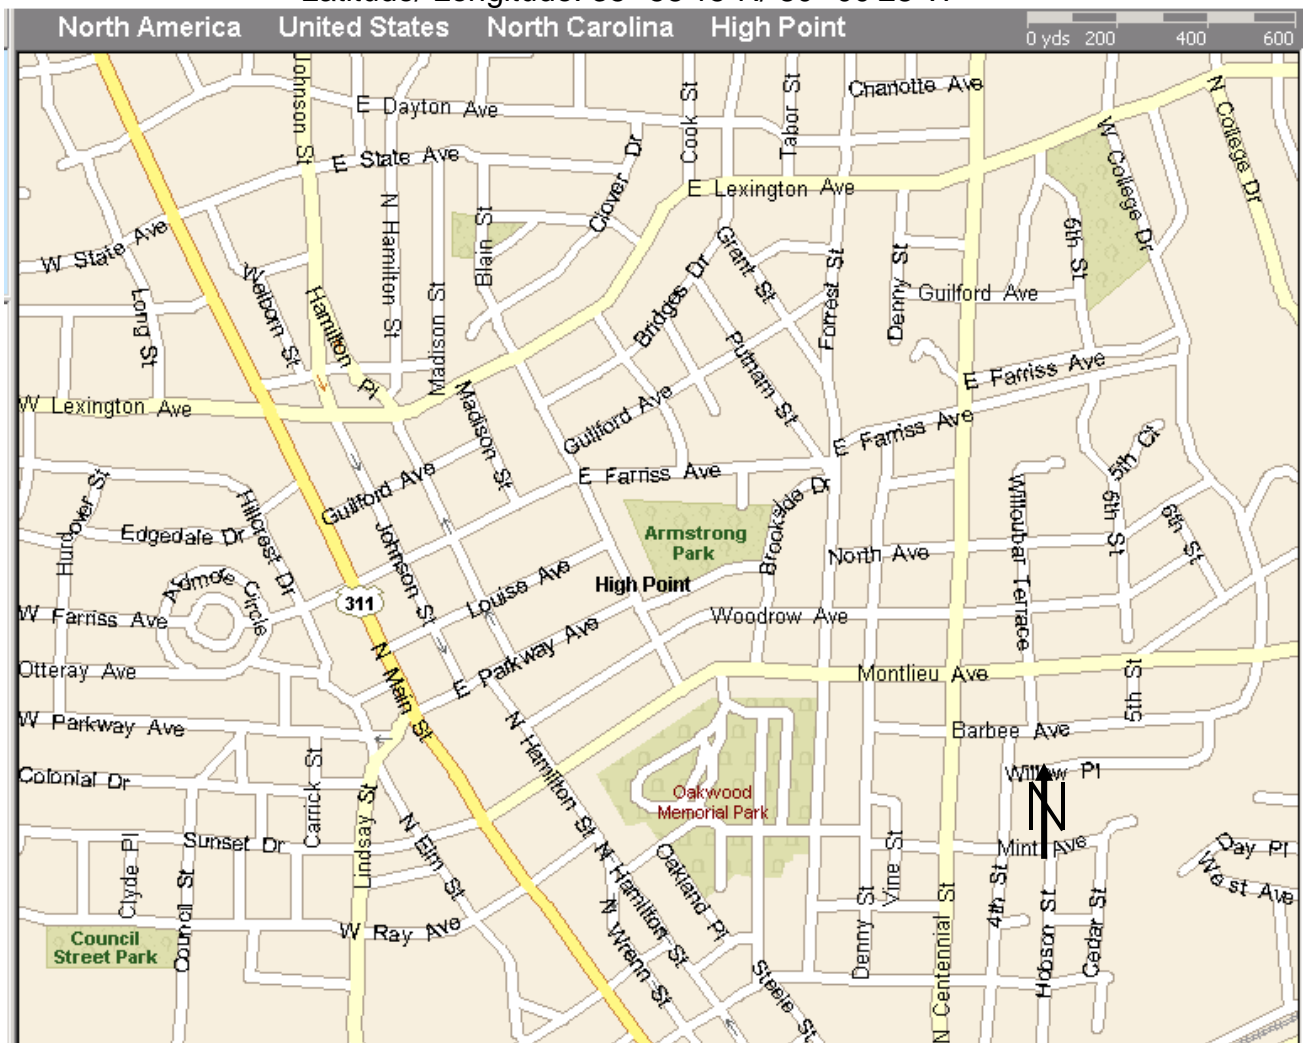 North America United States North Carolina High Point
0 yds 200 400 600
Johnson St
E Dayton Ave
Cook St
Tabor St
Charlotte Ave
N College Dr
W College Dr
E State Ave
Clover Dr
E Lexington Ave
N Hamilton St
Blain St
W State Ave
Grant St
Forrest St
Denny St
6th St
Welborn St
Long St
Hamilton Pl
Madison St
Bridges Dr
Guilford Ave
Putnam St
E Farriss Ave
W Lexington Ave
Madison St
Guilford Ave
E Farriss Ave
5th Ct
Guilford Ave
E Farriss Ave
Hurdover St
Hillcrest Dr
Edgedale Dr
Johnson St
Armstrong
Park
Brookside Dr
North Ave
Willoubar Terrace
6th St
6th St
Admore Circle
Louise Ave
High Point
311
W Farriss Ave
Woodrow Ave
Otteray Ave
N Main St
E Parkway Ave
Montlieu Ave
5th St
W Parkway Ave
N Hamilton St
Barbee Ave
Colonial Dr
Carrick St
Lindsay St
Oakwood
Memorial Park
Willow Pl
N
Sunset Dr
N Elm St
Mint Ave
Day Pl
West Ave
Clyde Pl
Council St
N Hamilton St
Oakland Pl
Vine St
Denny St
4th St
Hobson St
Cedar St
Council
Street Park
W Ray Ave
N Wrenn St
Steele St
N Centennial St